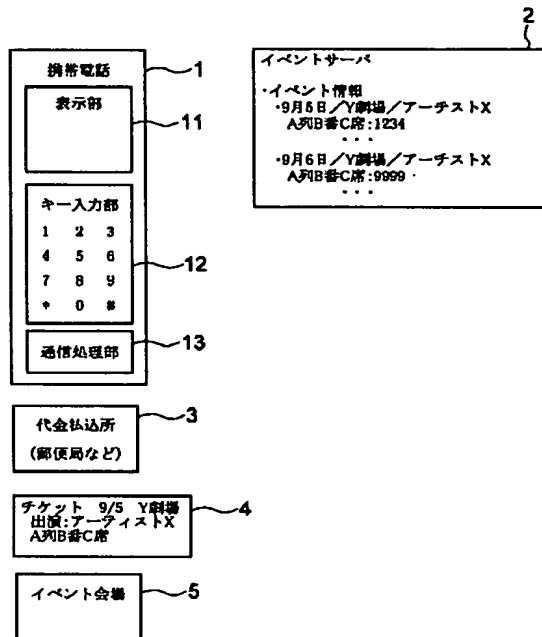 携帯電話
1
表示部
11
キー入力部
1 2 3
4 5 6
7 8 9
* 0 #
12
通信処理部
13
代金払込所
(郵便局など)
3
チケット 9/5 Y劇場
出演:アーティストX
A列B番C席
4
イベント会場
5
2
イベントサーバ
・イベント情報
・9月5日/Y劇場/アーチストX
A列B番C席:1234
・・・
・9月6日/Y劇場/アーチストX
A列B番C席:9999
・・・